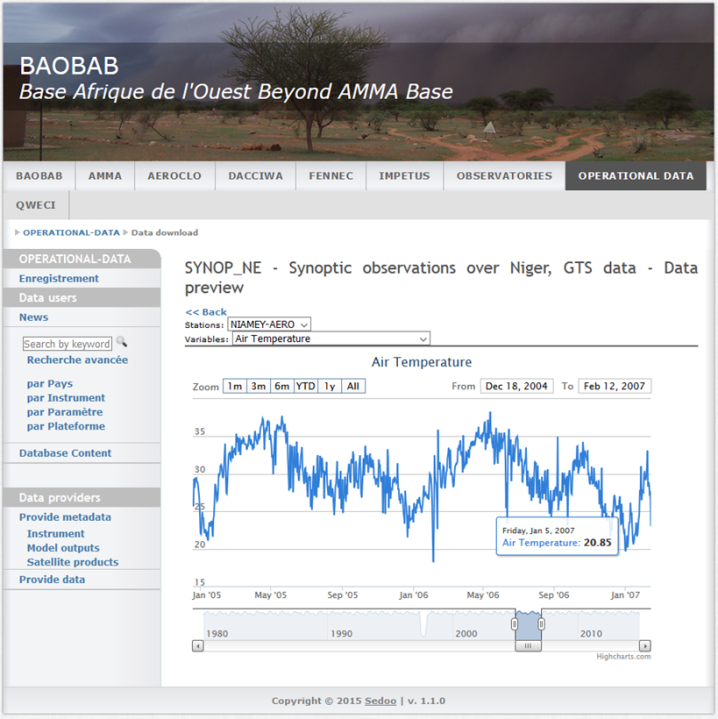 BAOBAB
Base Afrique de l'Ouest Beyond AMMA Base
BAOBAB AMMA AEROCLO DACCIWA FENNEC IMPETUS OBSERVATORIES OPERATIONAL DATA
QWECI
OPERATIONAL-DATA Data download
OPERATIONAL-DATA
Enregistrement
Data users
News
Search by keyword
Recherche avancée
par Pays
par Instrument
par Paramètre
par Plateforme
Database Content
Data providers
Provide metadata
Instrument
Model outputs
Satellite products
Provide data
SYNOP_NE - Synoptic observations over Niger, GTS data - Data
preview
<< Back
Stations: NIAMEY-AERO
Variables: Air Temperature
Air Temperature
Zoom 1m 3m 6m YTD 1y All From Dec 18, 2004 To Feb 12, 2007
35
30
25
20
15
Friday, Jan 5, 2007
Air Temperature: 20.85
Jan '05 May '05 Sep '05 Jan '06 May '06 Sep '06 Jan '07
1980 1990 2000 2010
Highcharts.com
Copyright © 2015 Sedoo | v. 1.1.0